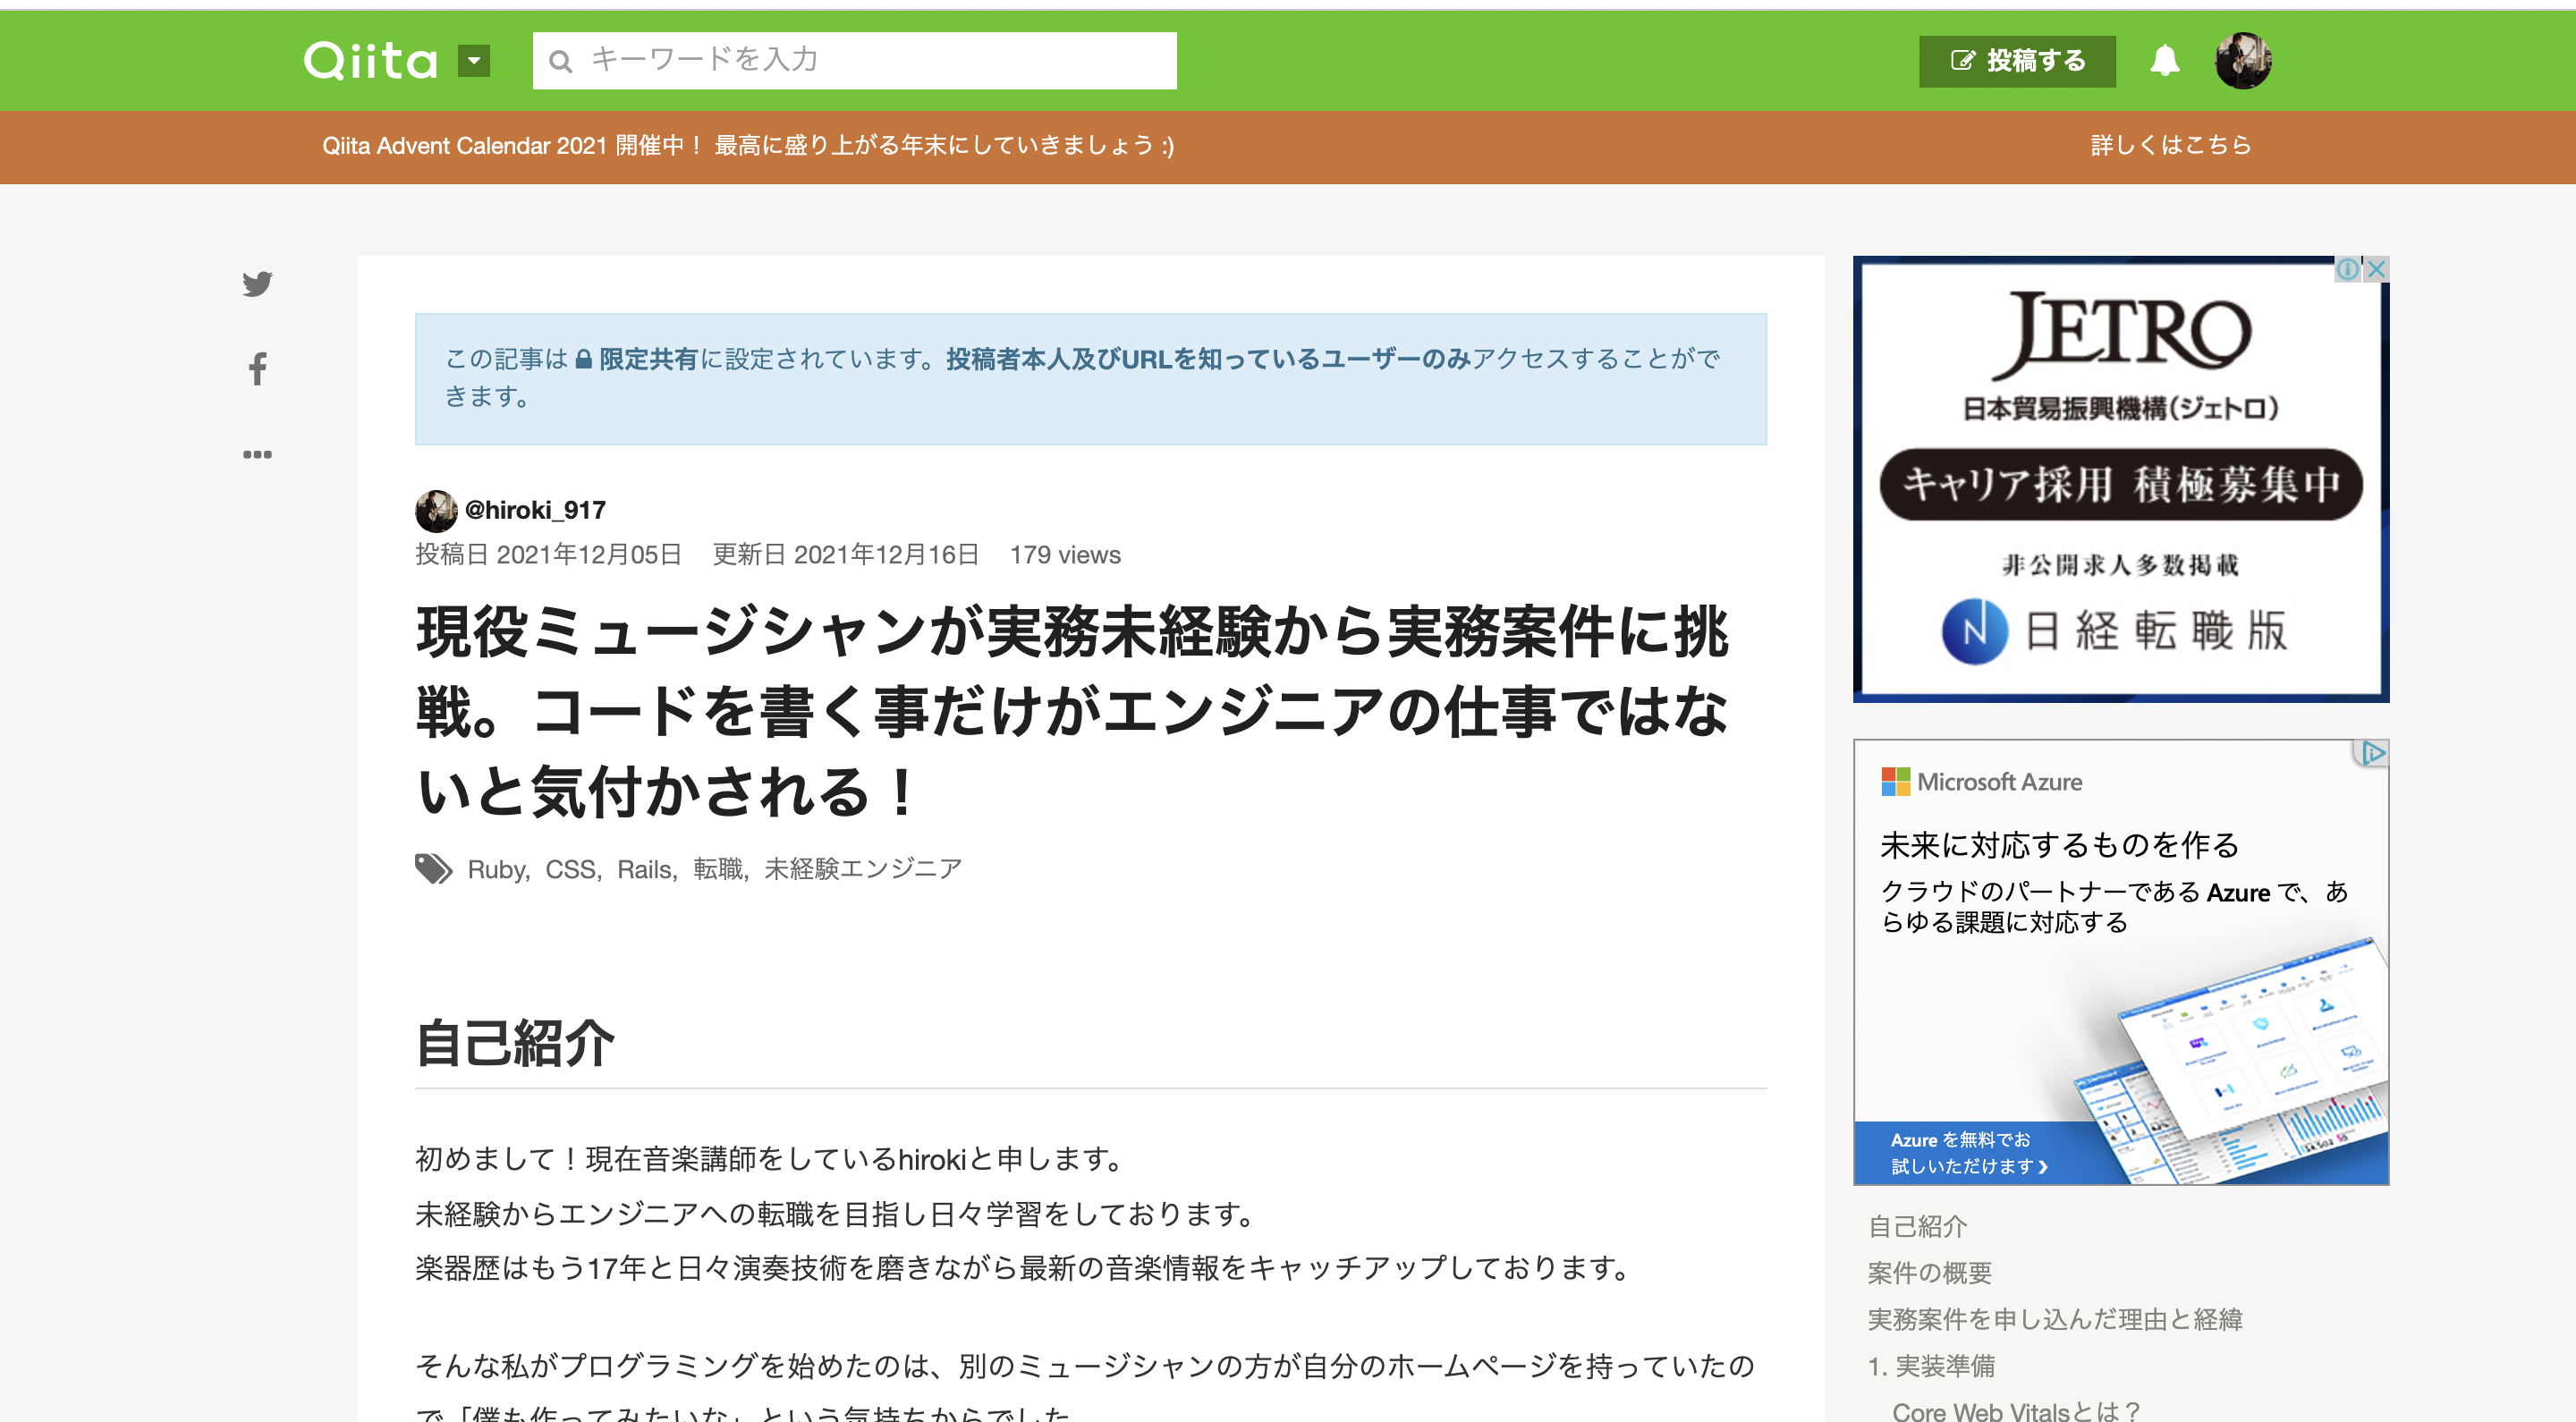 Qiita
キーワードを入力
投稿する
Qiita Advent Calendar 2021 開催中！ 最高に盛り上がる年末にしていきましょう :)
詳しくはこちら
この記事は 限定共有に設定されています。投稿者本人及びURLを知っているユーザーのみアクセスすることがで
きます。
@hiroki_917
投稿日 2021年12月05日 更新日 2021年12月16日 179 views
現役ミュージシャンが実務未経験から実務案件に挑
戦。コードを書く事だけがエンジニアの仕事ではな
いと気付かされる！
Ruby, CSS, Rails, 転職, 未経験エンジニア
自己紹介
初めまして！現在音楽講師をしているhirokiと申します。
未経験からエンジニアへの転職を目指し日々学習をしております。
楽器歴はもう17年と日々演奏技術を磨きながら最新の音楽情報をキャッチアップしております。
そんな私がプログラミングを始めたのは、別のミュージシャンの方が自分のホームページを持っていたの
で「僕も作ってみたいな」という気持ちからでした
JETRO
日本貿易振興機構（ジェトロ）
キャリア採用 積極募集中
非公開求人多数掲載
N 日経転職版
Microsoft Azure
未来に対応するものを作る
クラウドのパートナーである Azure で、あ
らゆる課題に対応する
Azure を無料でお
試しいただけます
自己紹介
案件の概要
実務案件を申し込んだ理由と経緯
1. 実装準備
Core Web Vitalsとは？